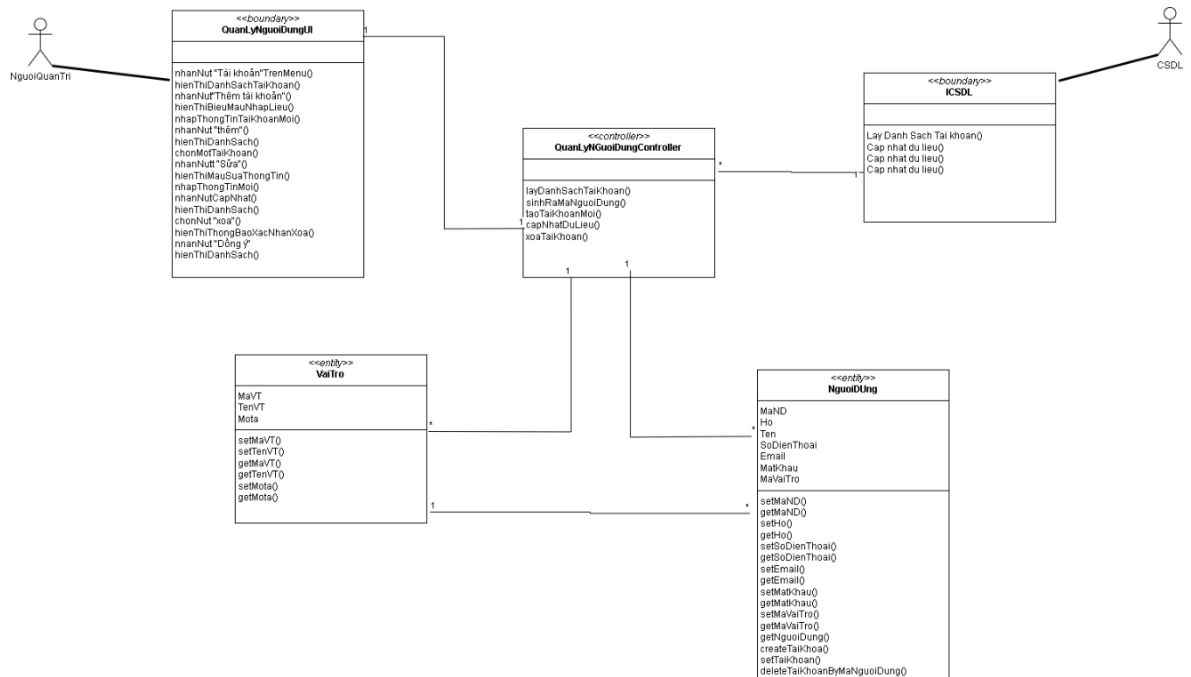 NguoiQuanTri
<<boundary>>
QuanLyNguoiDungUI
nhanNut "Tài khoản"TrenMenu()
hienThiDanhSachTaiKhoan()
nhanNut"Thêm tài khoản"()
hienThiBieuMauNhapLieu()
nhapThongTinTaiKhoanMoi()
nhanNut "thêm"()
hienThiDanhSach()
chonMotTaiKhoan()
nhanNutt "Sửa"()
hienThiMauSuaThongTin()
nhapThongTinMoi()
nhanNutCapNhat()
hienThiDanhSach()
chonNut "xoa"()
hienThiThongBaoXacNhanXoa()
nnanNut "Dồng ý"
hienThiDanhSach()
1
1
<<controller>>
QuanLyNGuoiDungController
layDanhSachTaiKhoan()
sinhRaMaNguoiDung()
taoTaiKhoanMoi()
capNhatDuLieu()
xoaTaiKhoan()
*
1
1
1
<<boundary>>
ICSDL
Lay Danh Sach Tai khoan()
Cap nhat du lieu()
Cap nhat du lieu()
Cap nhat du lieu()
CSDL
<<entity>>
VaiTro
MaVT
TenVT
Mota
setMaVT()
setTenVT()
getMaVT()
getTenVT()
setMota()
getMota()
*
1
*
*
<<entity>>
NguoiDUng
MaND
Ho
Ten
SoDienThoai
Email
MatKhau
MaVaiTro
setMaND()
getMaND()
setHo()
getHo()
setSoDienThoai()
getSoDienThoai()
setEmail()
getEmail()
setMatKhau()
getMatKhau()
setMaVaiTro()
getMaVaiTro()
getNguoiDung()
createTaiKhoa()
setTaiKhoan()
deleteTaiKhoanByMaNguoiDung()